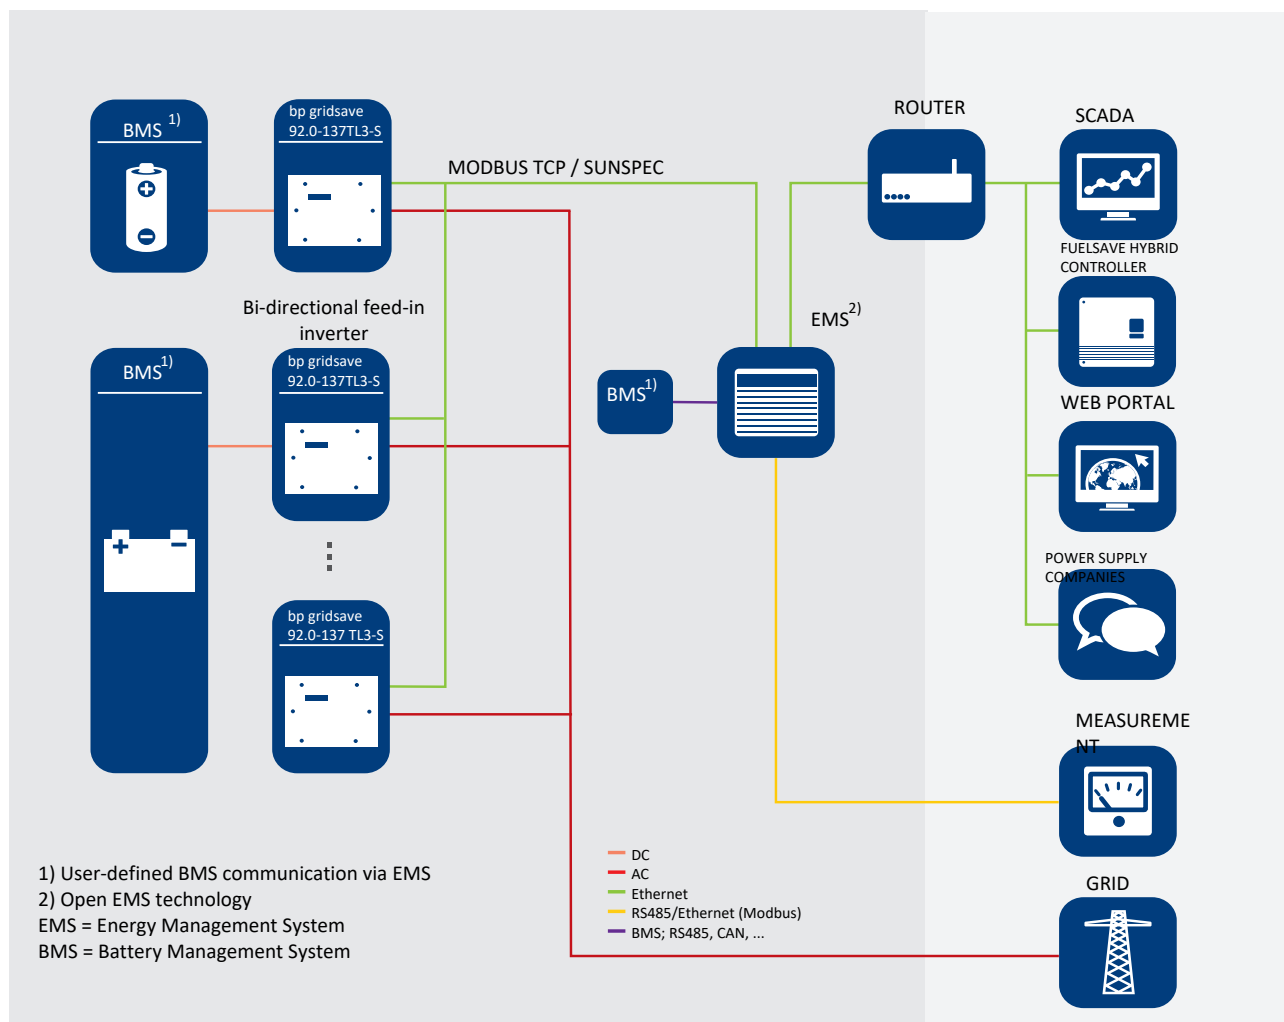 BMS 1)
bp gridsave
92.0-137TL3-S
MODBUS TCP / SUNSPEC
ROUTER
SCADA
FUELSAVE HYBRID
CONTROLLER
Bi-directional feed-in
inverter
EMS2)
BMS1)
bp gridsave
92.0-137TL3-S
BMS1)
WEB PORTAL
POWER SUPPLY
COMPANIES
bp gridsave
92.0-137 TL3-S
MEASUREME
NT
1) User-defined BMS communication via EMS
2) Open EMS technology
EMS = Energy Management System
BMS = Battery Management System
DC
AC
Ethernet
RS485/Ethernet (Modbus)
BMS; RS485, CAN, ...
GRID